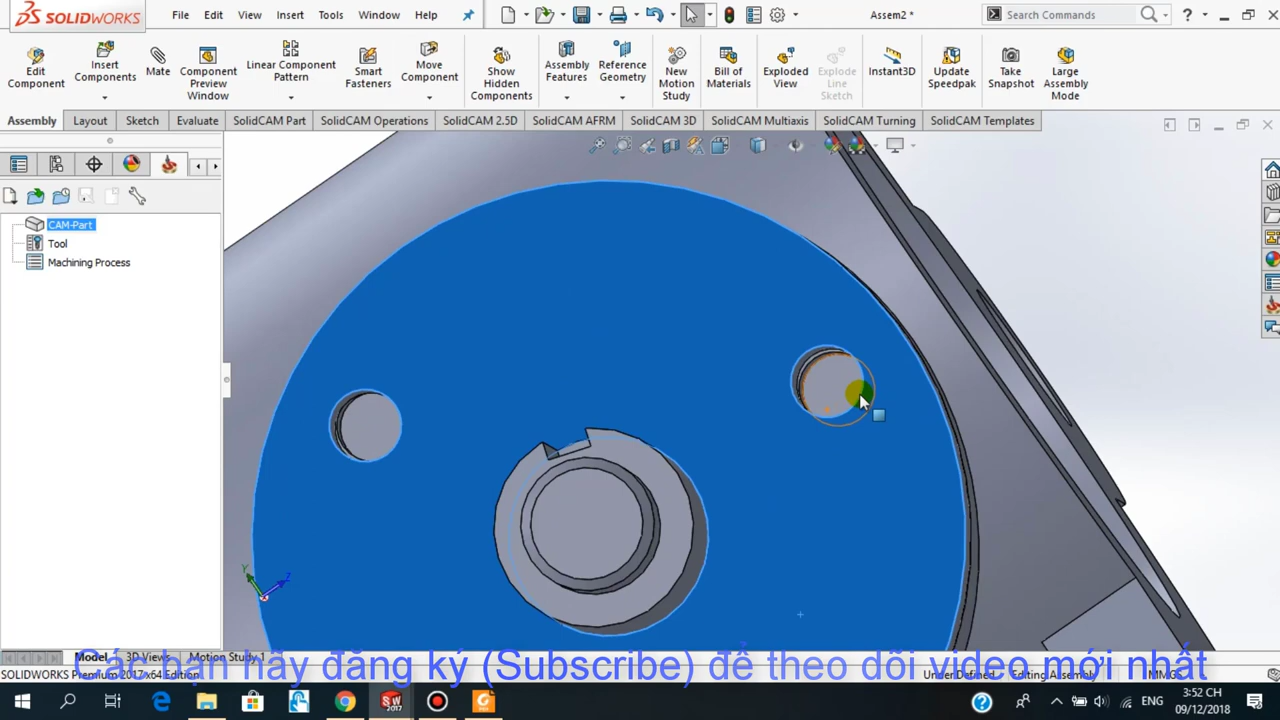 SOLIDWORKS
File Edit View Insert Tools Window Help
Assem2 *
Search Commands
Edit Component
Insert Components
Mate
Component Preview Window
Linear Component Pattern
Smart Fasteners
Move Component
Show Hidden Components
Assembly Features
Reference Geometry
New Motion Study
Bill of Materials
Exploded View
Explode Line Sketch
Instant3D
Update Speedpak
Take Snapshot
Large Assembly Mode
Assembly Layout Sketch Evaluate SolidCAM Part SolidCAM Operations SolidCAM 2.5D SolidCAM AFRM SolidCAM 3D SolidCAM Multiaxis SolidCAM Turning SolidCAM Templates
CAM-Part
Tool
Machining Process
Y
Z
Model 3D Views Motion Study 1
Các bạn hãy đăng ký (Subscribe) để theo dõi video mới nhất
SOLIDWORKS Premium 2017 x64 Edition
Under Defined Editing Assembly MMGS
ENG
3:52 CH
09/12/2018